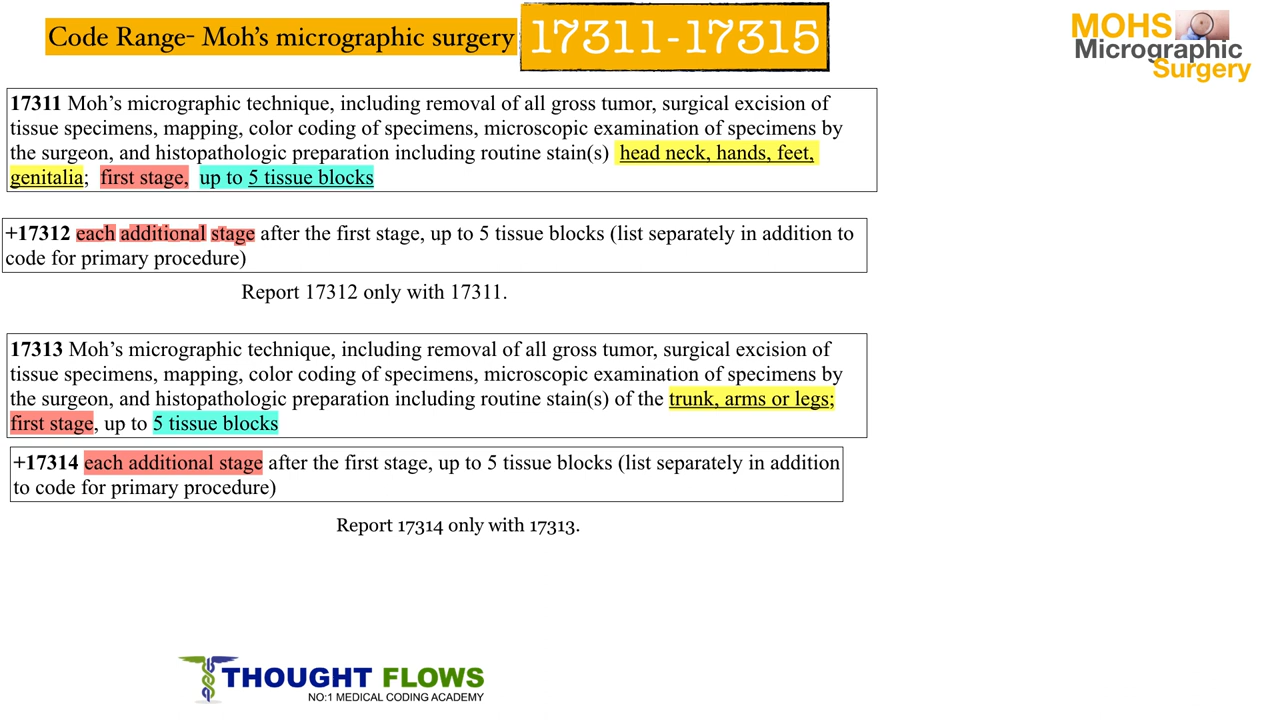 Code Range- Moh's micrographic surgery 17311-17315
MOHS
Micrographic
Surgery
17311 Moh's micrographic technique, including removal of all gross tumor, surgical excision of
tissue specimens, mapping, color coding of specimens, microscopic examination of specimens by
the surgeon, and histopathologic preparation including routine stain(s) head neck, hands, feet,
genitalia; first stage, up to 5 tissue blocks
+17312 each additional stage after the first stage, up to 5 tissue blocks (list separately in addition to
code for primary procedure)
Report 17312 only with 17311.
17313 Moh's micrographic technique, including removal of all gross tumor, surgical excision of
tissue specimens, mapping, color coding of specimens, microscopic examination of specimens by
the surgeon, and histopathologic preparation including routine stain(s) of the trunk, arms or legs;
first stage, up to 5 tissue blocks
+17314 each additional stage after the first stage, up to 5 tissue blocks (list separately in addition
to code for primary procedure)
Report 17314 only with 17313.
THOUGHT FLOWS
NO:1 MEDICAL CODING ACADEMY